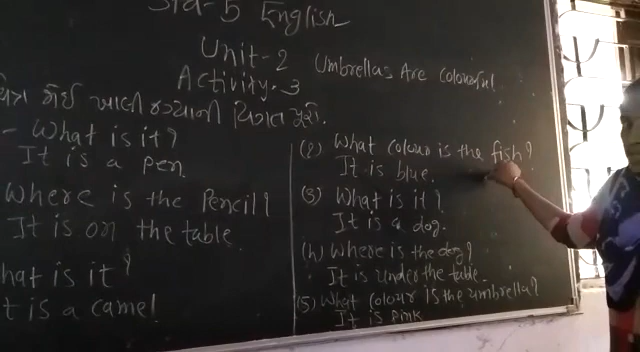 Std-5 English
Unit-2 Umbrellas Are Colourful
Activity-3
જોઈ ખાલી જગ્યાની વિગત પૂરો.
- What is it?
It is a pen.
Where is the Pencil?
It is on the table.
hat is it?
t is a camel
(2) What colour is the fish?
It is blue.
(3) What is it?
It is a dog.
(4) Where is the dog?
It is under the table.
(5) What colour is the umbrella?
It is Pink